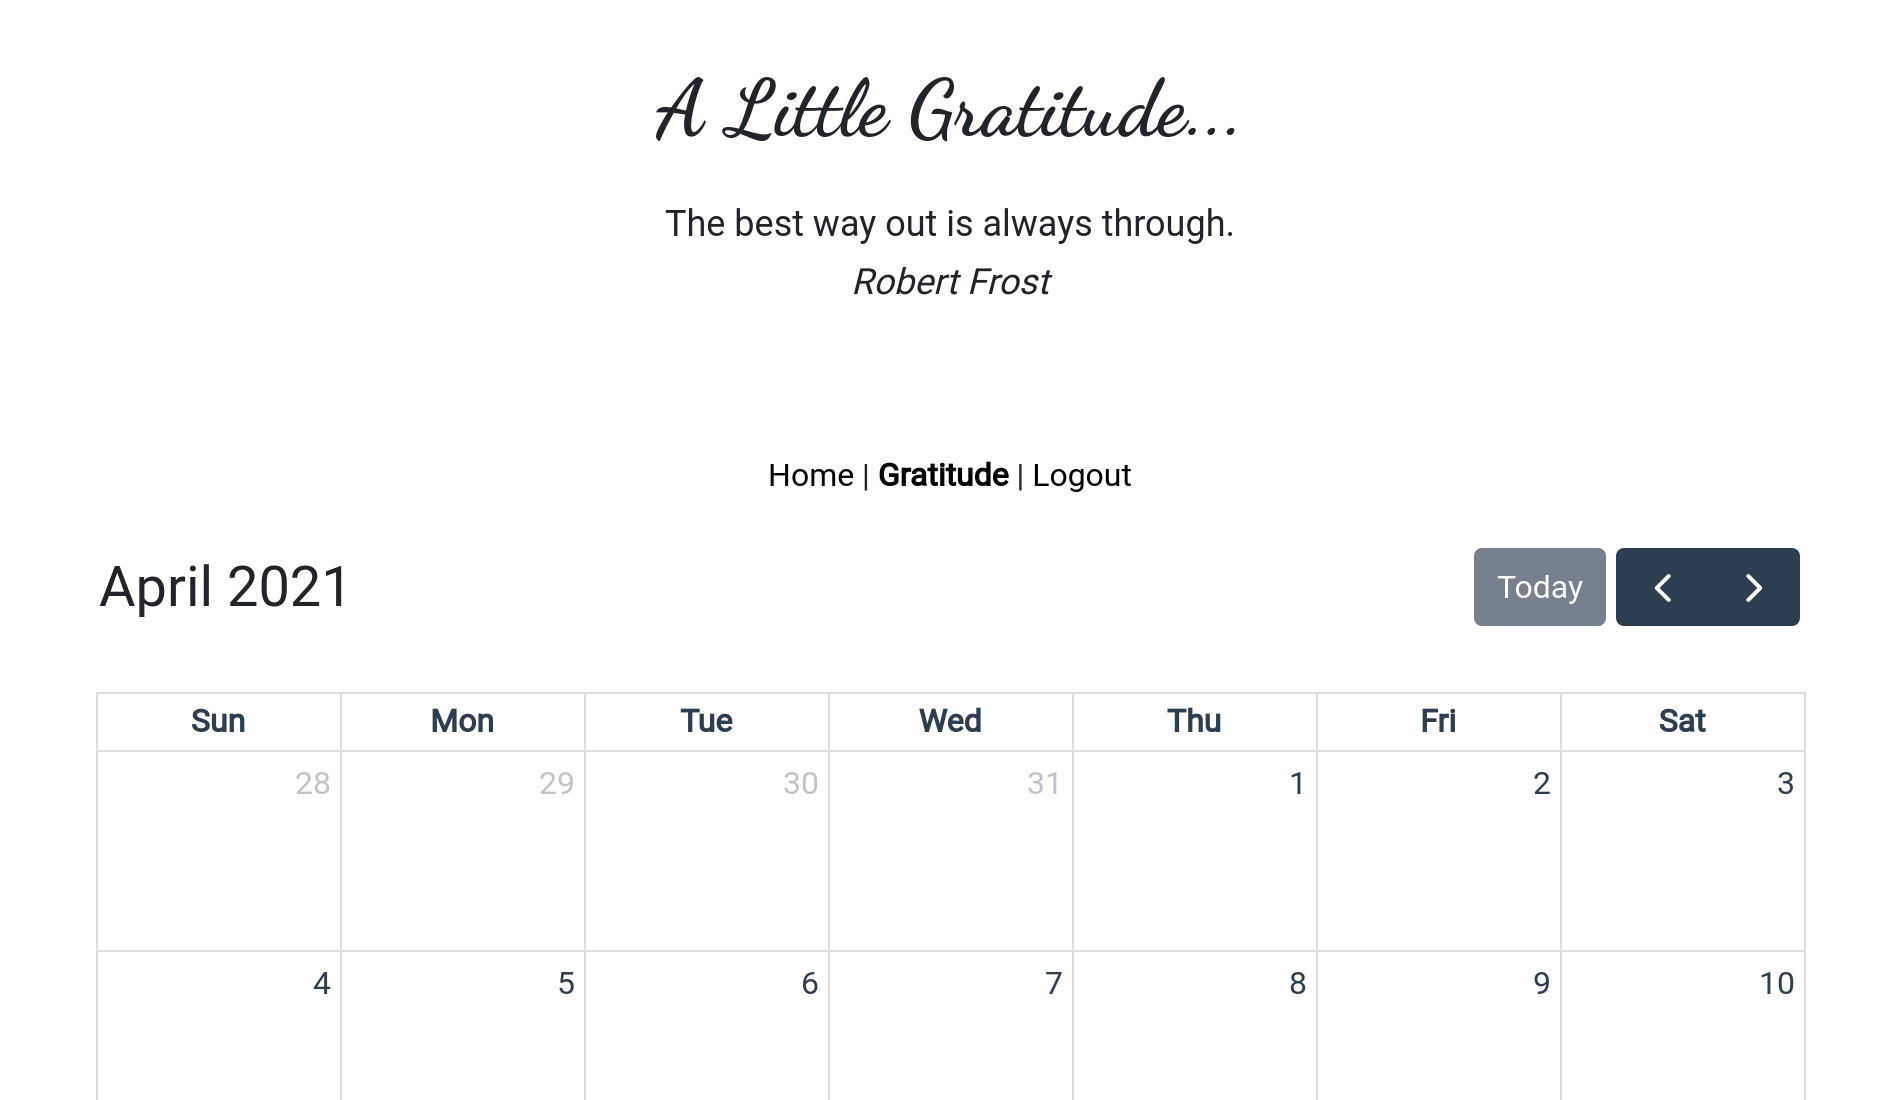 A Little Gratitude...
The best way out is always through.
Robert Frost
Home | Gratitude | Logout
April 2021
Today
Sun Mon Tue Wed Thu Fri Sat
28 29 30 31 1 2 3
4 5 6 7 8 9 10